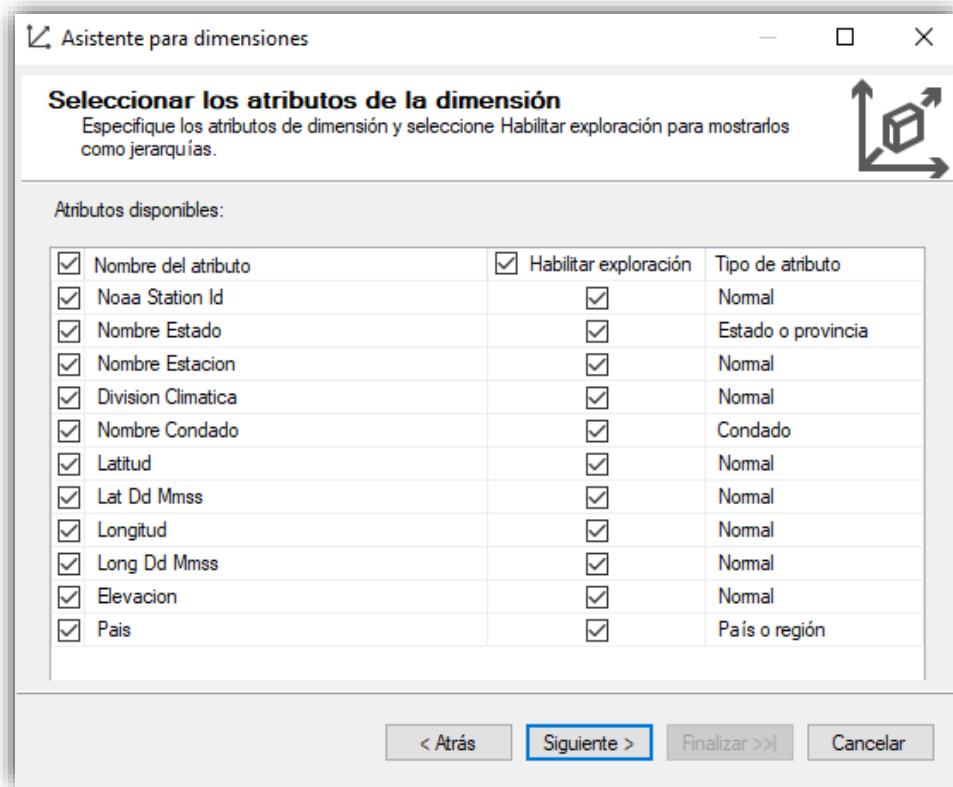 Asistente para dimensiones
Seleccionar los atributos de la dimensión
Especifique los atributos de dimensión y seleccione Habilitar exploración para mostrarlos
como jerarquías.
Atributos disponibles:
Nombre del atributo Habilitar exploración Tipo de atributo
Noaa Station Id Normal
Nombre Estado Estado o provincia
Nombre Estacion Normal
Division Climatica Normal
Nombre Condado Condado
Latitud Normal
Lat Dd Mmss Normal
Longitud Normal
Long Dd Mmss Normal
Elevacion Normal
Pais País o región
< Atrás Siguiente > Finalizar >>| Cancelar